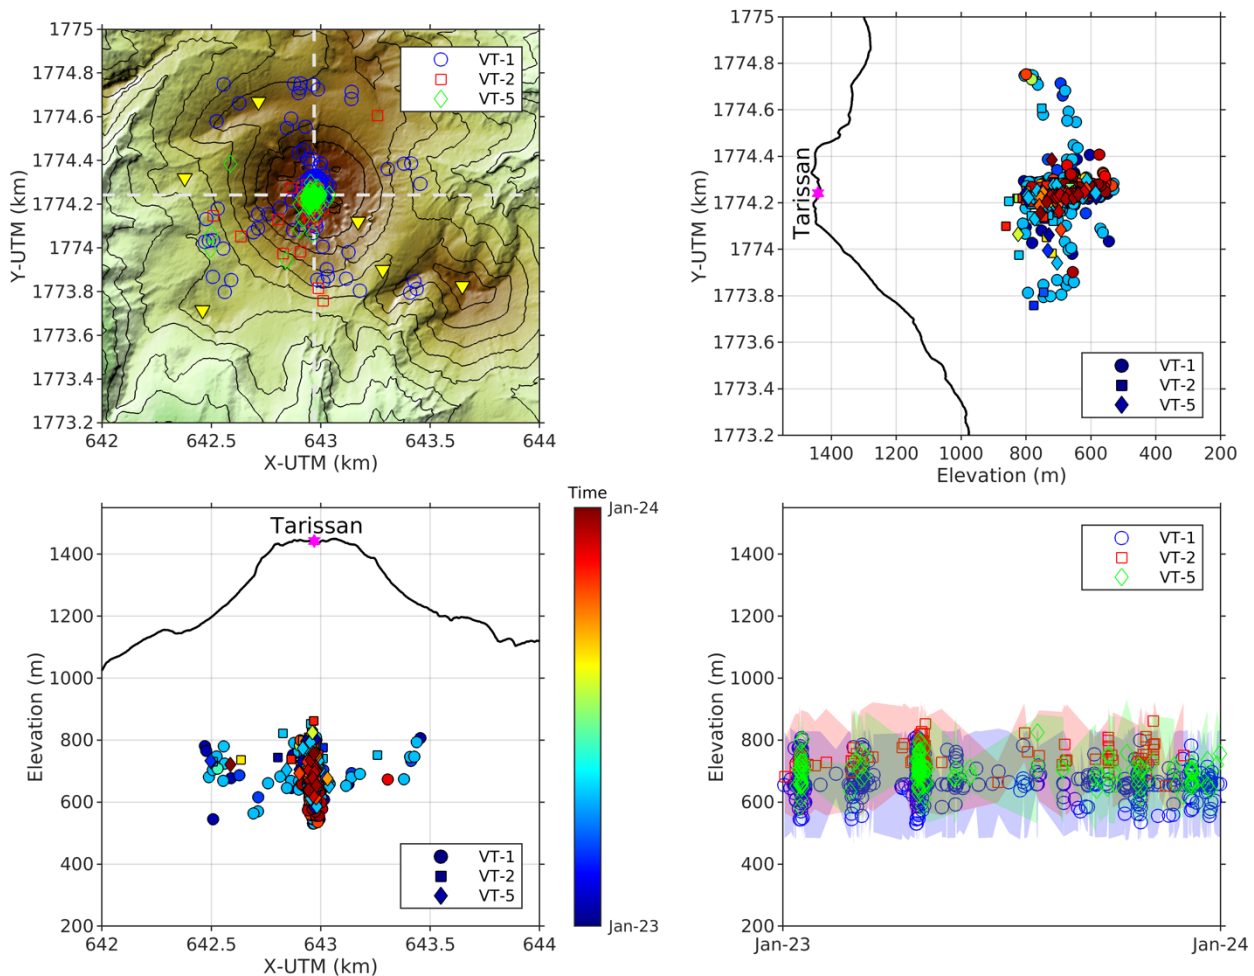 1775
1774.8
1774.6
1774.4
1774.2
1774
1773.8
1773.6
1773.4
1773.2
Y-UTM (km)
642
642.5
643
643.5
644
X-UTM (km)
VT-1
VT-2
VT-5
1775
1774.8
1774.6
1774.4
1774.2
1774
1773.8
1773.6
1773.4
1773.2
Y-UTM (km)
Tarissan
1400
1200
1000
800
600
400
200
Elevation (m)
VT-1
VT-2
VT-5
1400
1200
1000
800
600
400
200
Elevation (m)
Tarissan
642
642.5
643
643.5
644
X-UTM (km)
VT-1
VT-2
VT-5
Time
Jan-24
Jan-23
1400
1200
1000
800
600
400
200
Elevation (m)
Jan-23
Jan-24
VT-1
VT-2
VT-5